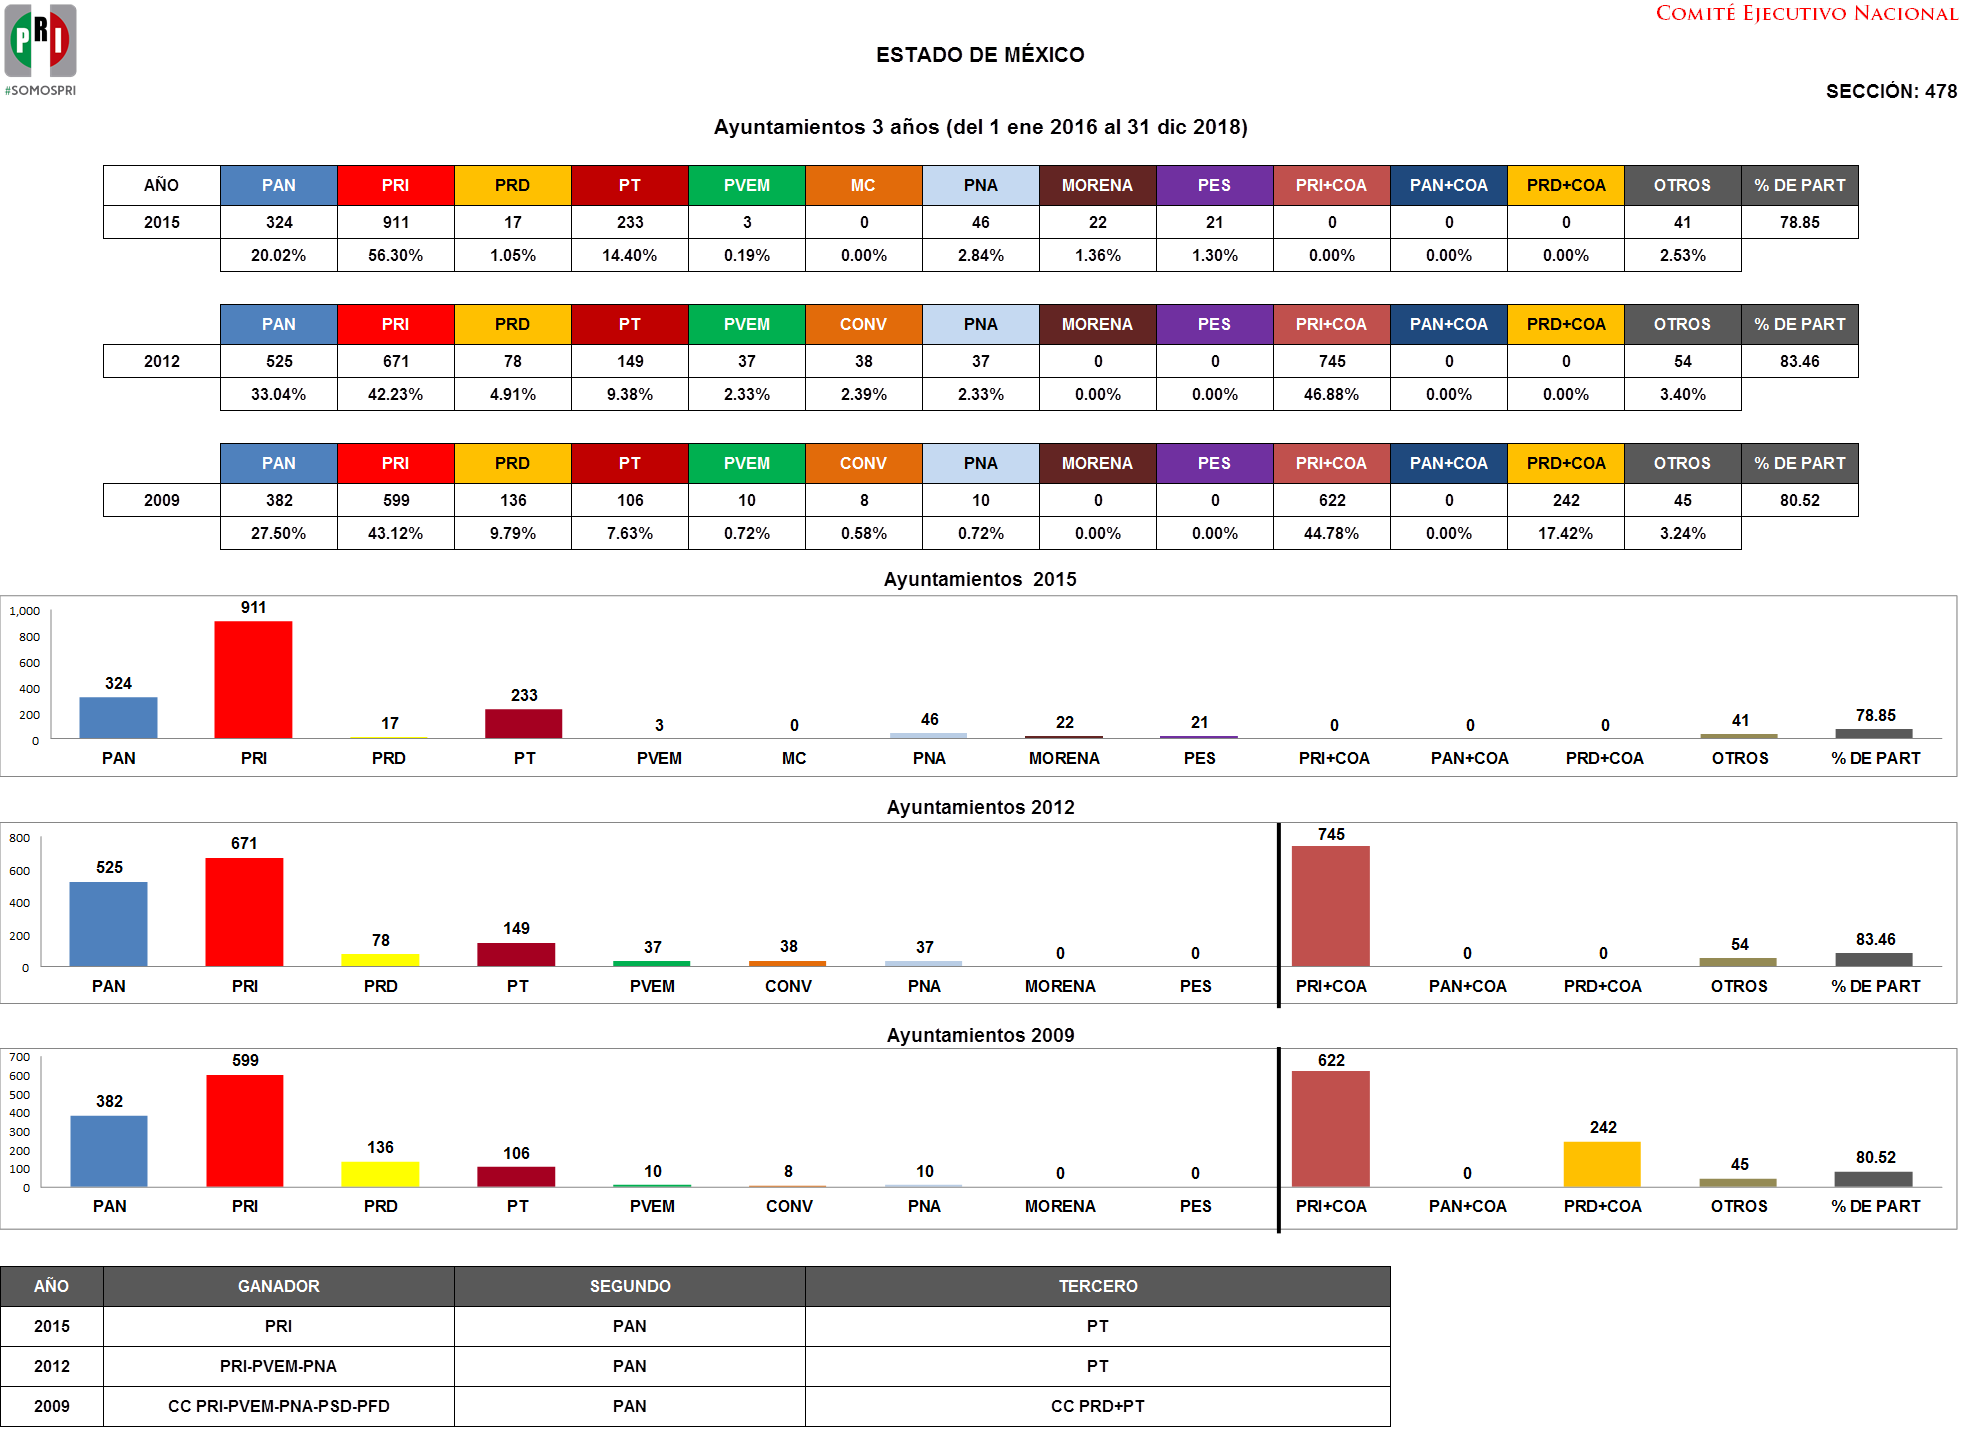 COMITÉ EJECUTIVO NACIONAL
PRI
#SOMOSPRI
ESTADO DE MÉXICO
SECCIÓN: 478
Ayuntamientos 3 años (del 1 ene 2016 al 31 dic 2018)
AÑO PAN PRI PRD PT PVEM MC PNA MORENA PES PRI+COA PAN+COA PRD+COA OTROS % DE PART
2015 324 911 17 233 3 0 46 22 21 0 0 0 41 78.85
20.02% 56.30% 1.05% 14.40% 0.19% 0.00% 2.84% 1.36% 1.30% 0.00% 0.00% 0.00% 2.53%
PAN PRI PRD PT PVEM CONV PNA MORENA PES PRI+COA PAN+COA PRD+COA OTROS % DE PART
2012 525 671 78 149 37 38 37 0 0 745 0 0 54 83.46
33.04% 42.23% 4.91% 9.38% 2.33% 2.39% 2.33% 0.00% 0.00% 46.88% 0.00% 0.00% 3.40%
PAN PRI PRD PT PVEM CONV PNA MORENA PES PRI+COA PAN+COA PRD+COA OTROS % DE PART
2009 382 599 136 106 10 8 10 0 0 622 0 242 45 80.52
27.50% 43.12% 9.79% 7.63% 0.72% 0.58% 0.72% 0.00% 0.00% 44.78% 0.00% 17.42% 3.24%
Ayuntamientos 2015
1,000
800
600
400
200
0
324 911 17 233 3 0 46 22 21 0 0 0 41 78.85
PAN PRI PRD PT PVEM MC PNA MORENA PES PRI+COA PAN+COA PRD+COA OTROS % DE PART
Ayuntamientos 2012
800
600
400
200
0
525 671 78 149 37 38 37 0 0 745 0 0 54 83.46
PAN PRI PRD PT PVEM CONV PNA MORENA PES PRI+COA PAN+COA PRD+COA OTROS % DE PART
Ayuntamientos 2009
700
600
500
400
300
200
100
0
382 599 136 106 10 8 10 0 0 622 0 242 45 80.52
PAN PRI PRD PT PVEM CONV PNA MORENA PES PRI+COA PAN+COA PRD+COA OTROS % DE PART
AÑO GANADOR SEGUNDO TERCERO
2015 PRI PAN PT
2012 PRI-PVEM-PNA PAN PT
2009 CC PRI-PVEM-PNA-PSD-PFD PAN CC PRD+PT